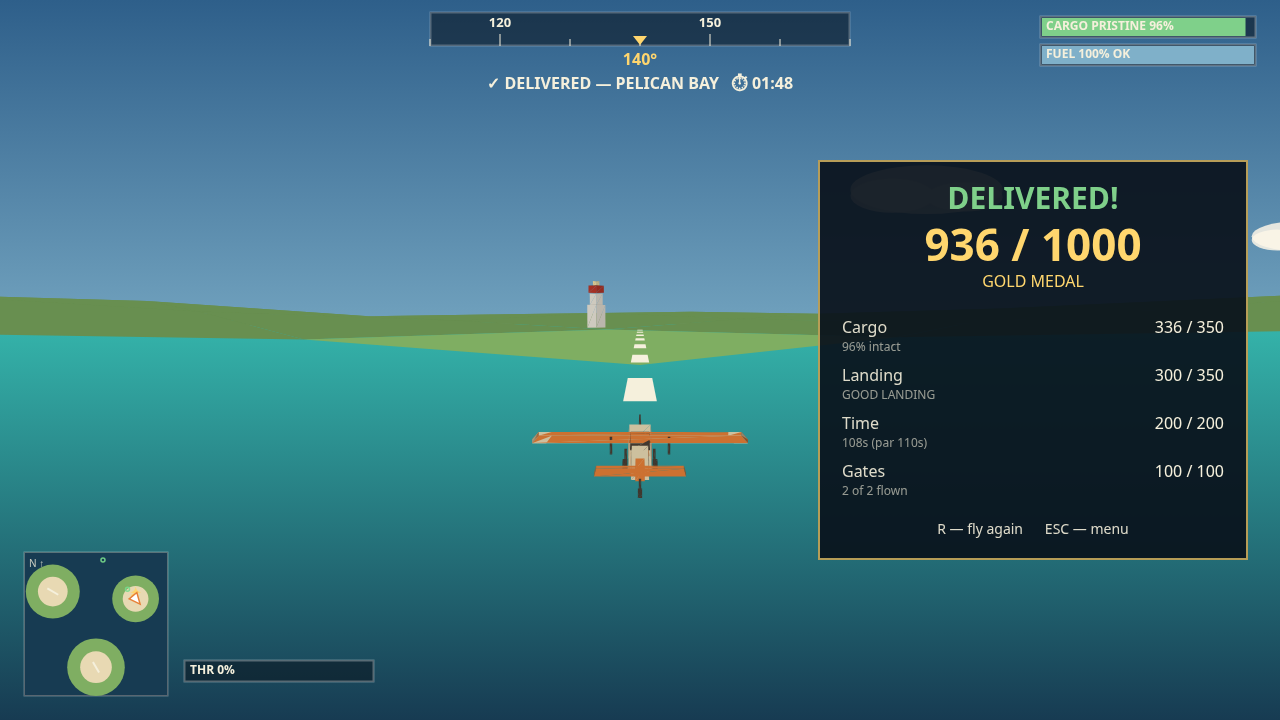 120 150
140°
✓ DELIVERED — PELICAN BAY ⏱ 01:48
CARGO PRISTINE 96%
FUEL 100% OK
DELIVERED!
936 / 1000
GOLD MEDAL
Cargo 336 / 350
96% intact
Landing 300 / 350
GOOD LANDING
Time 200 / 200
108s (par 110s)
Gates 100 / 100
2 of 2 flown
R — fly again ESC — menu
N ↑
THR 0%